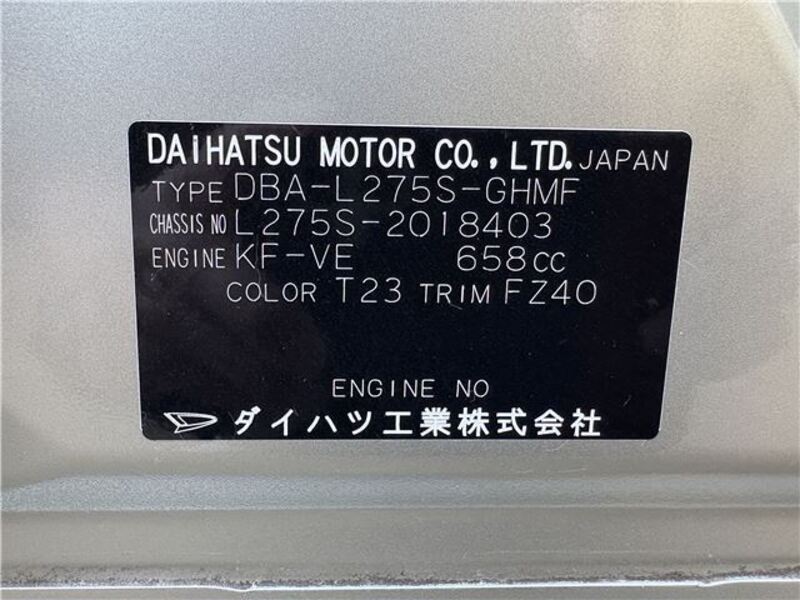 DAIHATSU MOTOR CO., LTD. JAPAN
TYPE DBA-L275S-GHMF
CHASSIS NO L275S-2018403
ENGINE KF-VE 658cc
COLOR T23 TRIM FZ40
ENGINE NO
ダイハツ工業株式会社